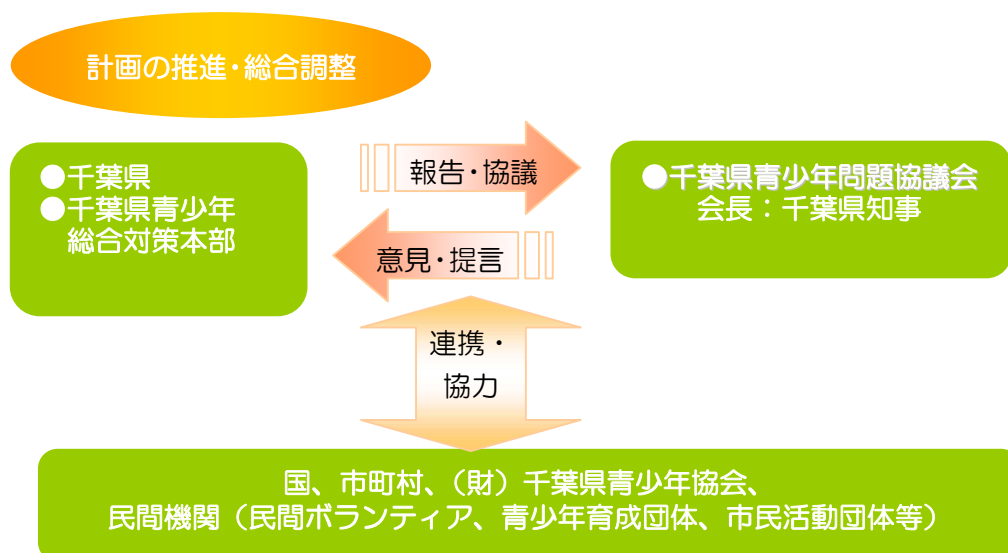 計画の推進・総合調整
●千葉県
●千葉県青少年
総合対策本部
報告・協議
意見・提言
●千葉県青少年問題協議会
会長：千葉県知事
連携・
協力
国、市町村、（財）千葉県青少年協会、
民間機関（民間ボランティア、青少年育成団体、市民活動団体等）